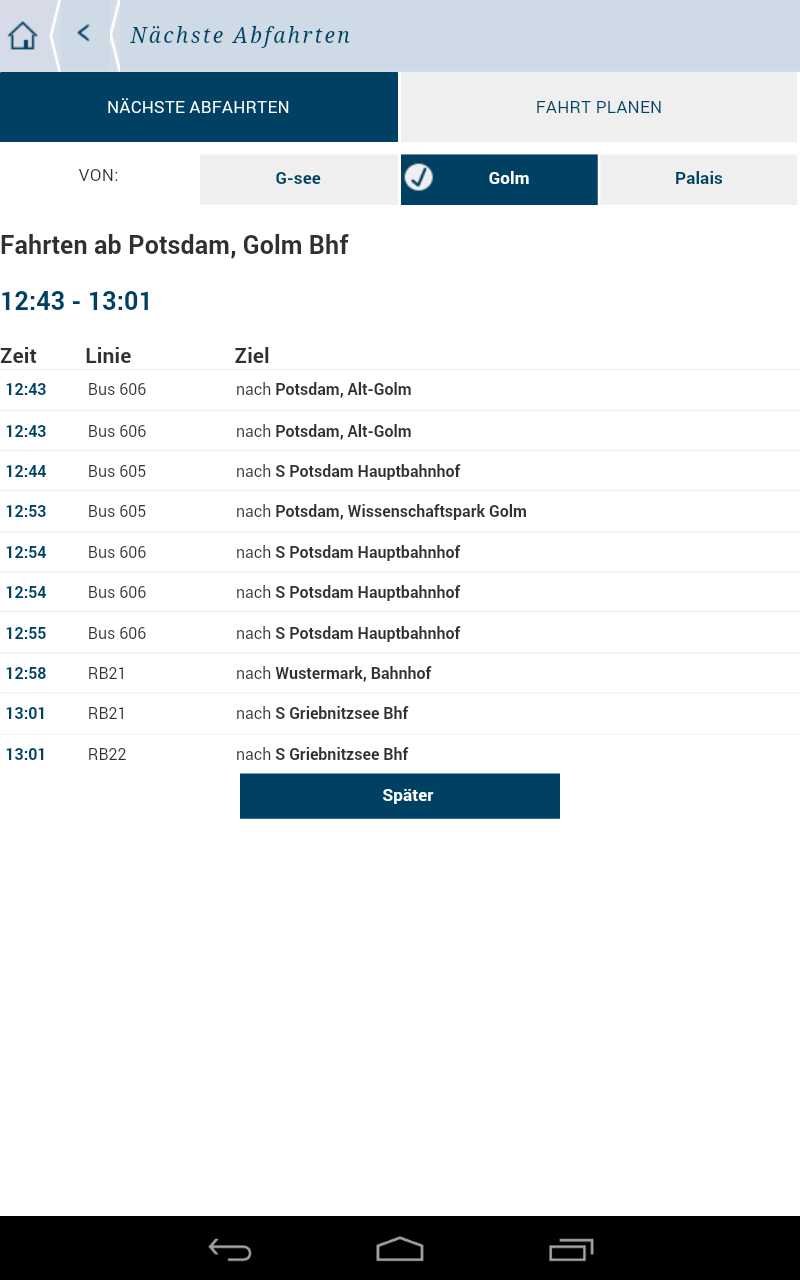 Nächste Abfahrten
NÄCHSTE ABFAHRTEN FAHRT PLANEN
VON: G-see Golm Palais
Fahrten ab Potsdam, Golm Bhf
12:43 - 13:01
Zeit Linie Ziel
12:43 Bus 606 nach Potsdam, Alt-Golm
12:43 Bus 606 nach Potsdam, Alt-Golm
12:44 Bus 605 nach S Potsdam Hauptbahnhof
12:53 Bus 605 nach Potsdam, Wissenschaftspark Golm
12:54 Bus 606 nach S Potsdam Hauptbahnhof
12:54 Bus 606 nach S Potsdam Hauptbahnhof
12:55 Bus 606 nach S Potsdam Hauptbahnhof
12:58 RB21 nach Wustermark, Bahnhof
13:01 RB21 nach S Griebnitzsee Bhf
13:01 RB22 nach S Griebnitzsee Bhf
Später